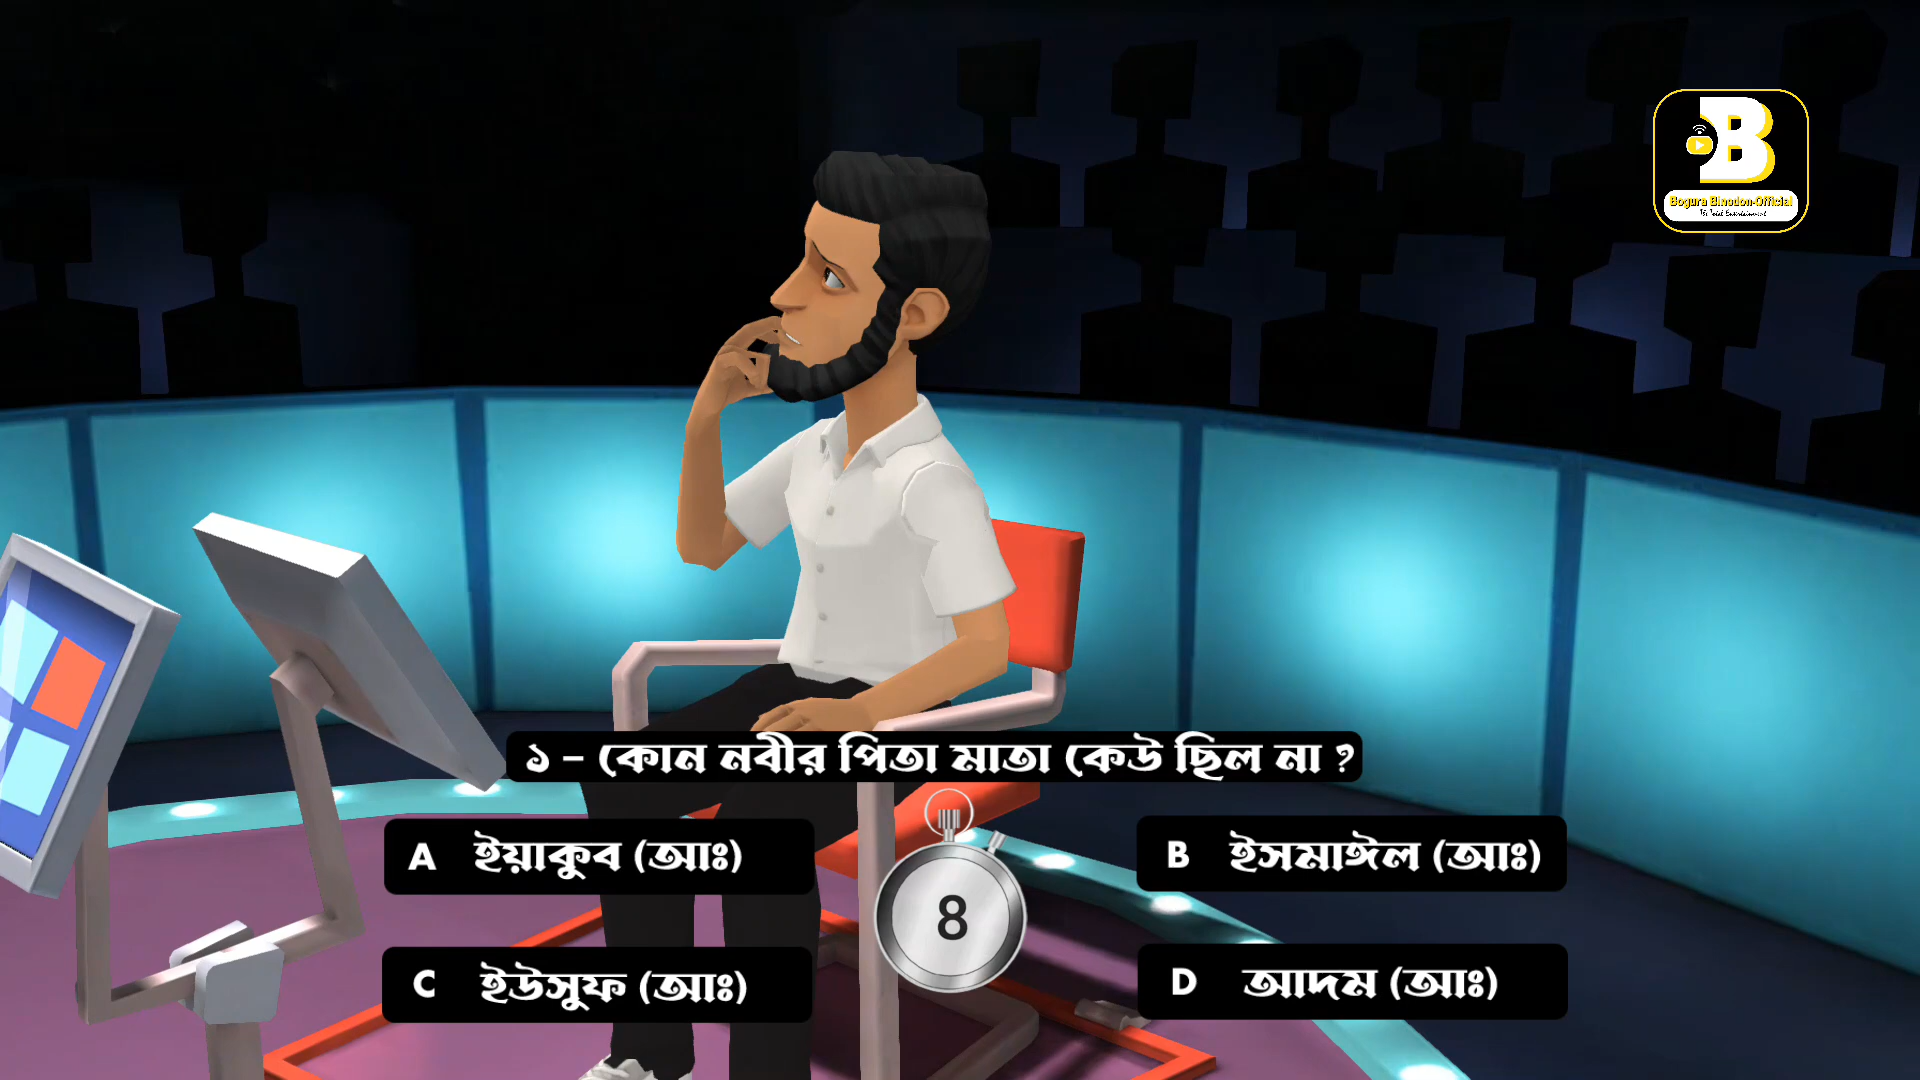 B
Bogura Binodon-Official
১ – কোন নবীর পিতা মাতা কেউ ছিল না ?
A ইয়াকুব (আঃ)
B ইসমাঈল (আঃ)
8
C ইউসুফ (আঃ)
D আদম (আঃ)